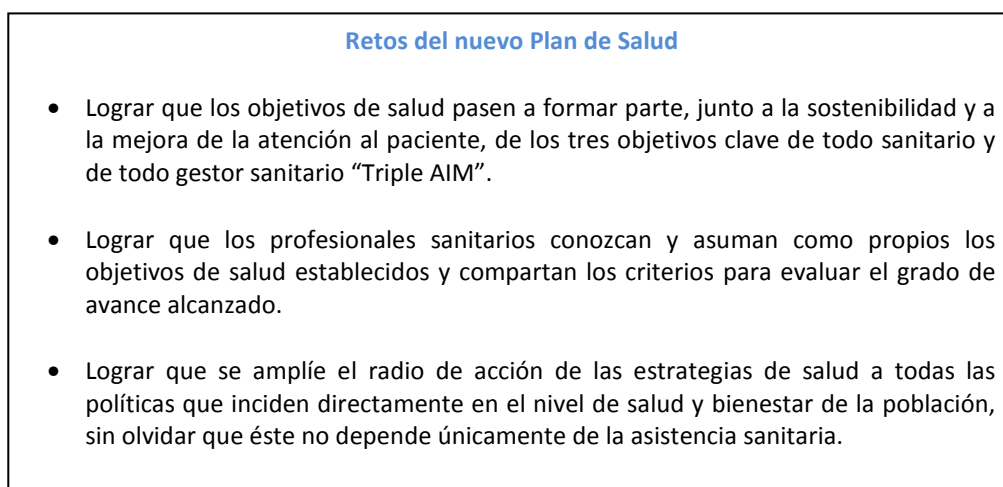 Retos del nuevo Plan de Salud
• Lograr que los objetivos de salud pasen a formar parte, junto a la sostenibilidad y a
la mejora de la atención al paciente, de los tres objetivos clave de todo sanitario y
de todo gestor sanitario “Triple AIM”.
• Lograr que los profesionales sanitarios conozcan y asuman como propios los
objetivos de salud establecidos y compartan los criterios para evaluar el grado de
avance alcanzado.
• Lograr que se amplíe el radio de acción de las estrategias de salud a todas las
políticas que inciden directamente en el nivel de salud y bienestar de la población,
sin olvidar que éste no depende únicamente de la asistencia sanitaria.